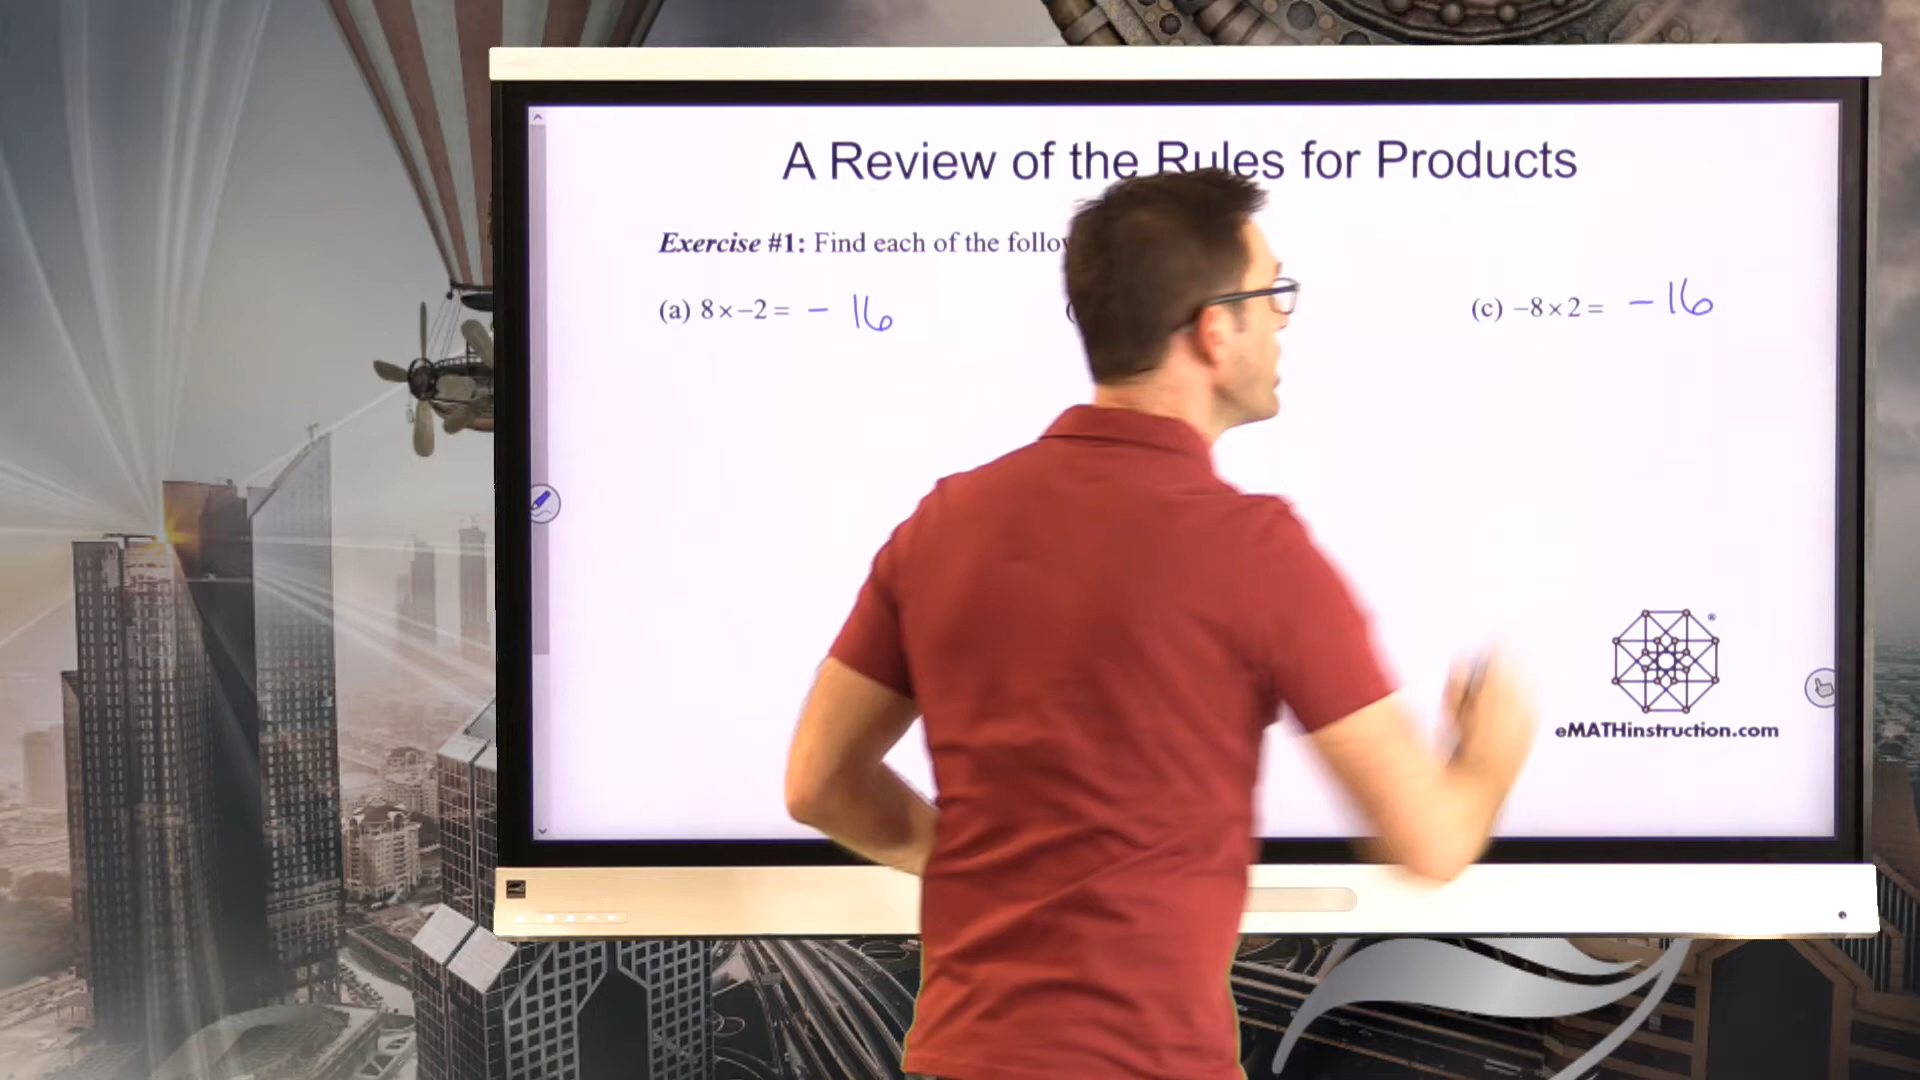 A Review of the Rules for Products
Exercise #1: Find each of the
(a) 8×−2= − 16
(c) −8×2= −16
eMATHinstruction.com